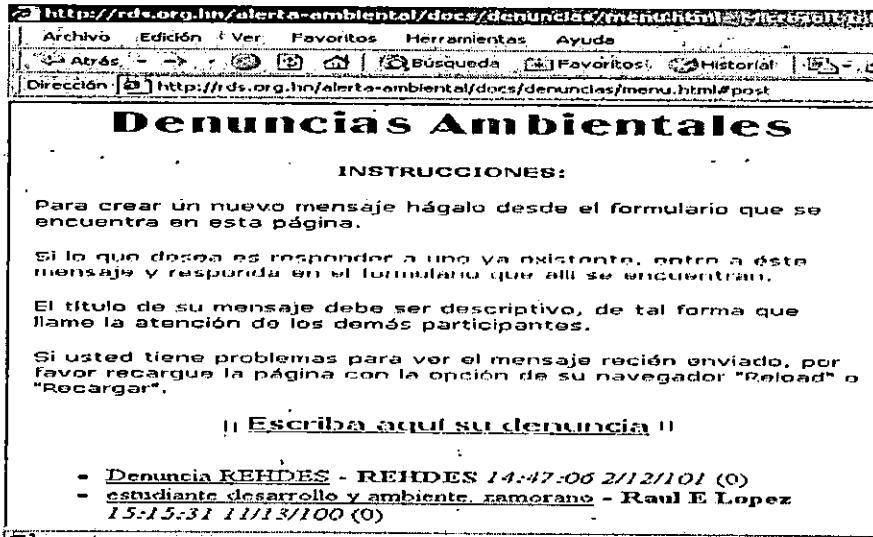 http://rds.org.hn/alerta-ambiental/docs/denuncias/menu.html
Archivo Edición Ver Favoritos Herramientas Ayuda
Atrás Búsqueda Favoritos Historial
Dirección http://rds.org.hn/alerta-ambiental/docs/denuncias/menu.html#post
Denuncias Ambientales
INSTRUCCIONES:
Para crear un nuevo mensaje hágalo desde el formulario que se
encuentra en esta página.
Si lo que desea es responder a uno ya existente, entre a éste
mensaje y responda en el formulario que allí se encuentran.
El título de su mensaje debe ser descriptivo, de tal forma que
llame la atención de los demás participantes.
Si usted tiene problemas para ver el mensaje recién enviado, por
favor recargue la página con la opción de su navegador "Reload" o
"Recargar".
|| Escriba aquí su denuncia ||
- Denuncia REHDES - REHDES 14:47:06 2/12/101 (0)
- estudiante desarrollo y ambiente, zamorano - Raul E Lopez
15:15:31 11/13/100 (0)